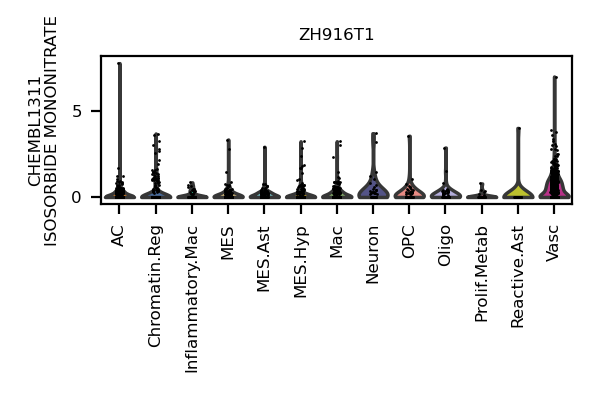 ZH916T1
CHEMBL1311
ISOSORBIDE MONONITRATE
5
0
AC
Chromatin.Reg
Inflammatory.Mac
MES
MES.Ast
MES.Hyp
Mac
Neuron
OPC
Oligo
Prolif.Metab
Reactive.Ast
Vasc